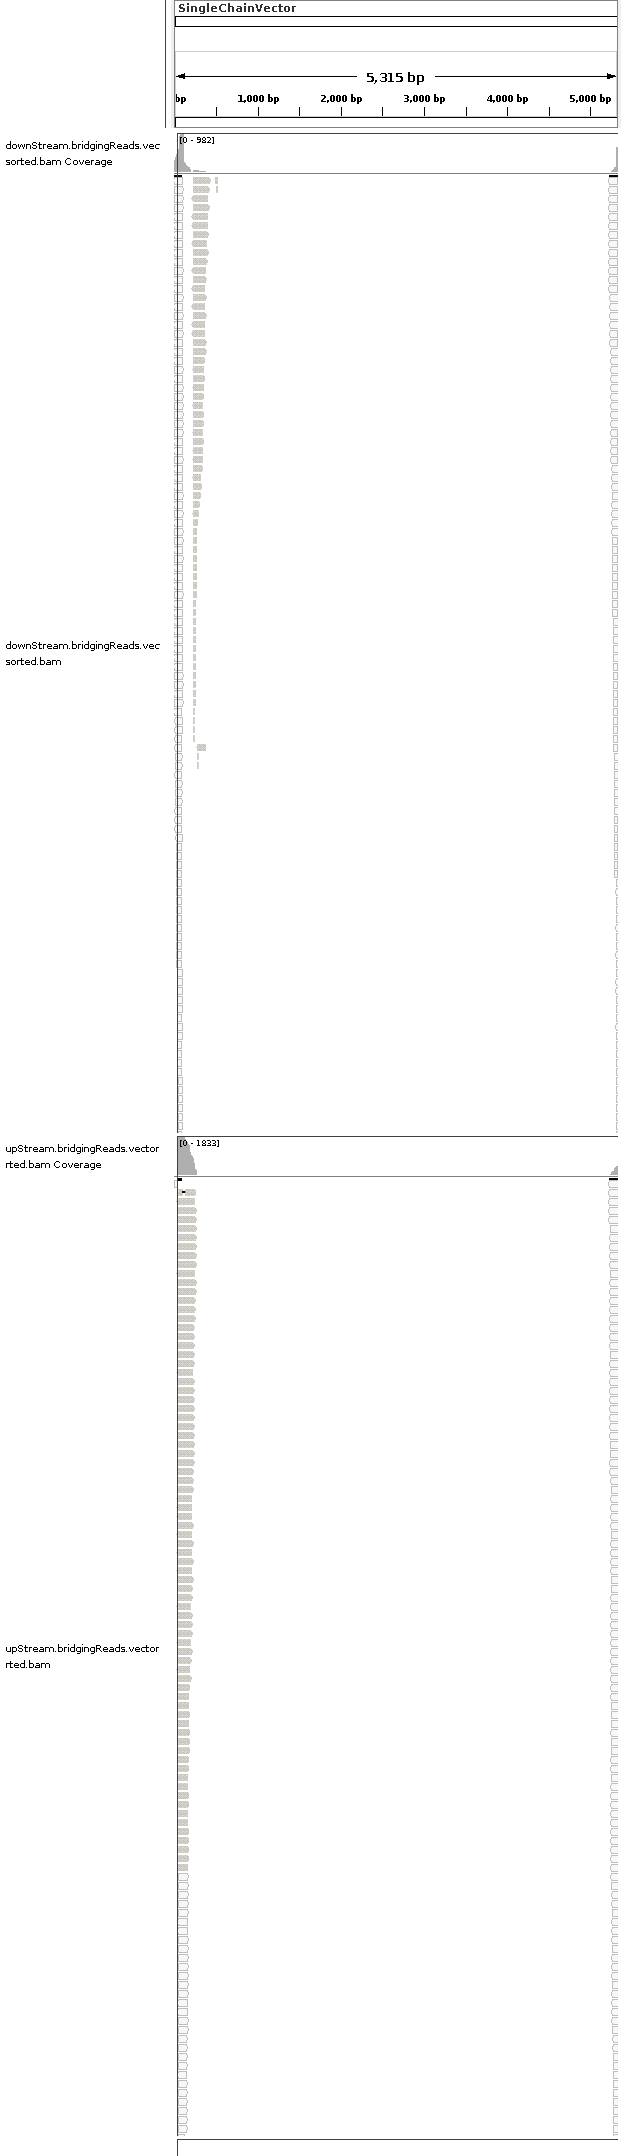 SingleChainVector
5,315 bp
bp 1,000 bp 2,000 bp 3,000 bp 4,000 bp 5,000 bp
[0 - 982]
downStream.bridgingReads.vec
sorted.bam Coverage
downStream.bridgingReads.vec
sorted.bam
[0 - 1833]
upStream.bridgingReads.vector
rted.bam Coverage
upStream.bridgingReads.vector
rted.bam